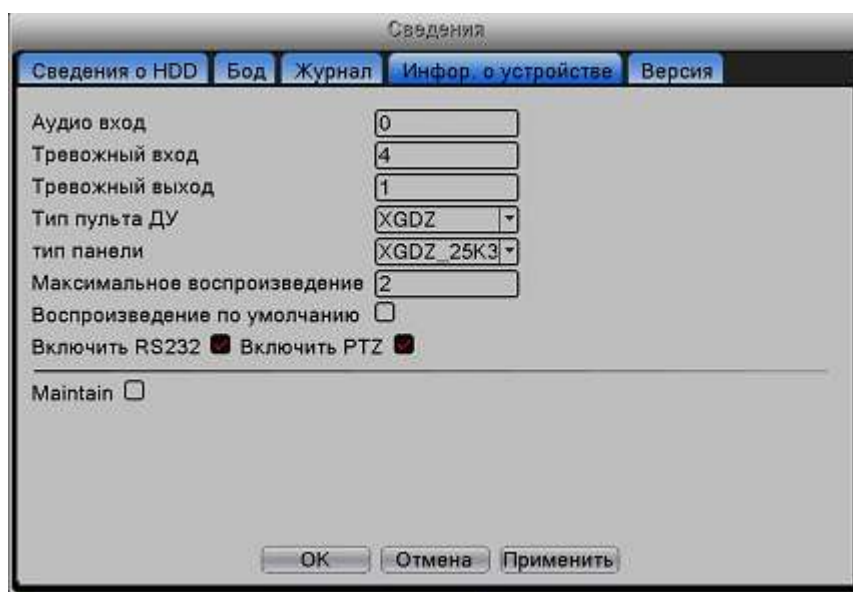 Сведения
Сведения о HDD Бод Журнал Инфор. о устройстве Версия
Аудио вход 0
Тревожный вход 4
Тревожный выход 1
Тип пульта ДУ XGDZ
тип панели XGDZ_25K3
Максимальное воспроизведение 2
Воспроизведение по умолчанию
Включить RS232 Включить PTZ
Maintain
OK Отмена Применить